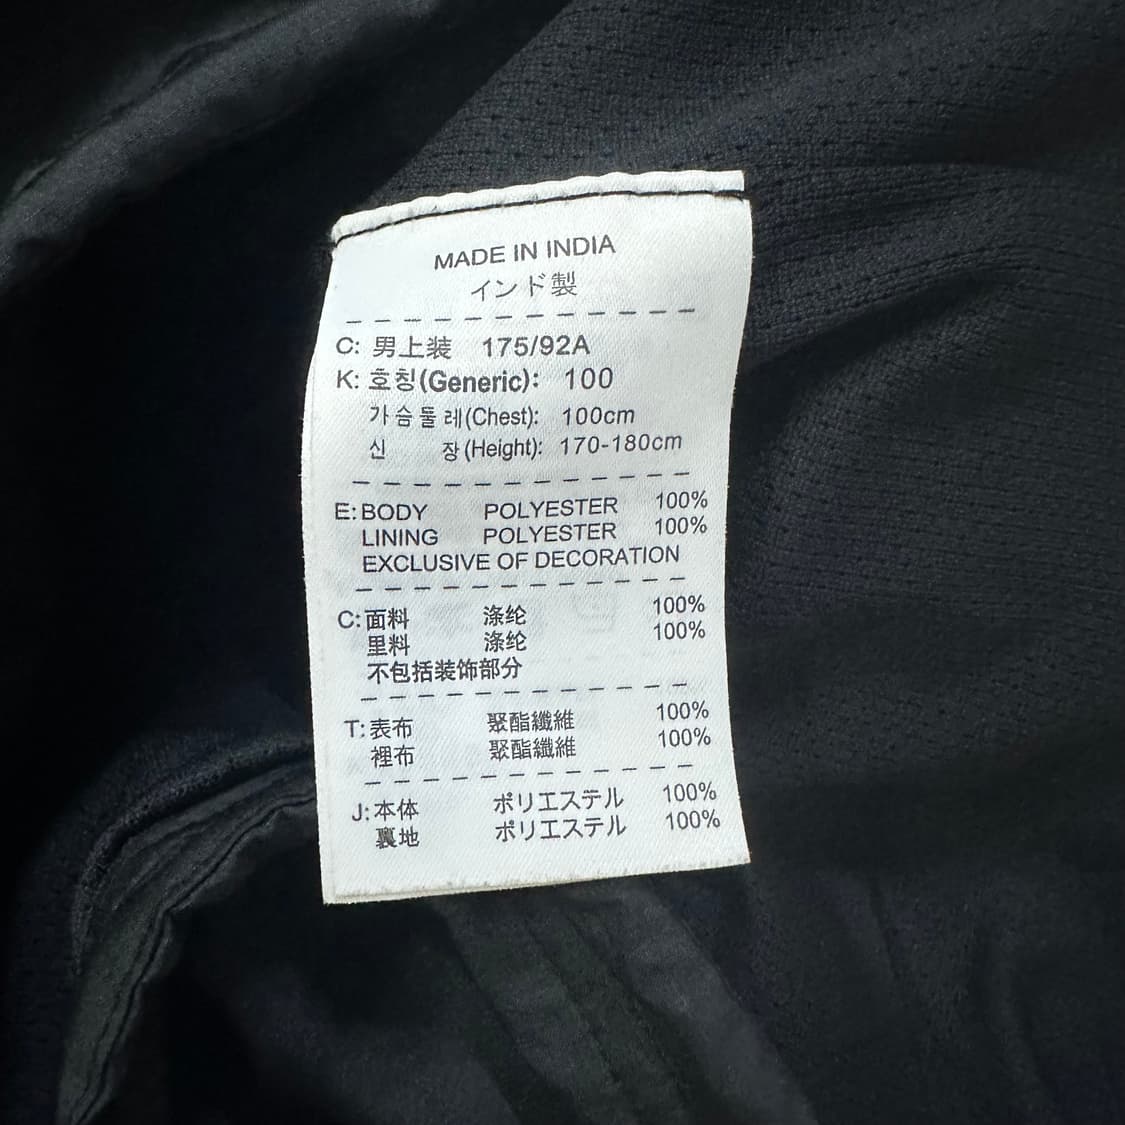 MADE IN INDIA
インド製
C: 男上装 175/92A
K: 호칭(Generic): 100
가슴둘레(Chest): 100cm
신 장(Height): 170-180cm
E: BODY POLYESTER 100%
LINING POLYESTER 100%
EXCLUSIVE OF DECORATION
C: 面料 涤纶 100%
里料 涤纶 100%
不包括装饰部分
T: 表布 聚酯纖維 100%
裡布 聚酯纖維 100%
J: 本体 ポリエステル 100%
裏地 ポリエステル 100%